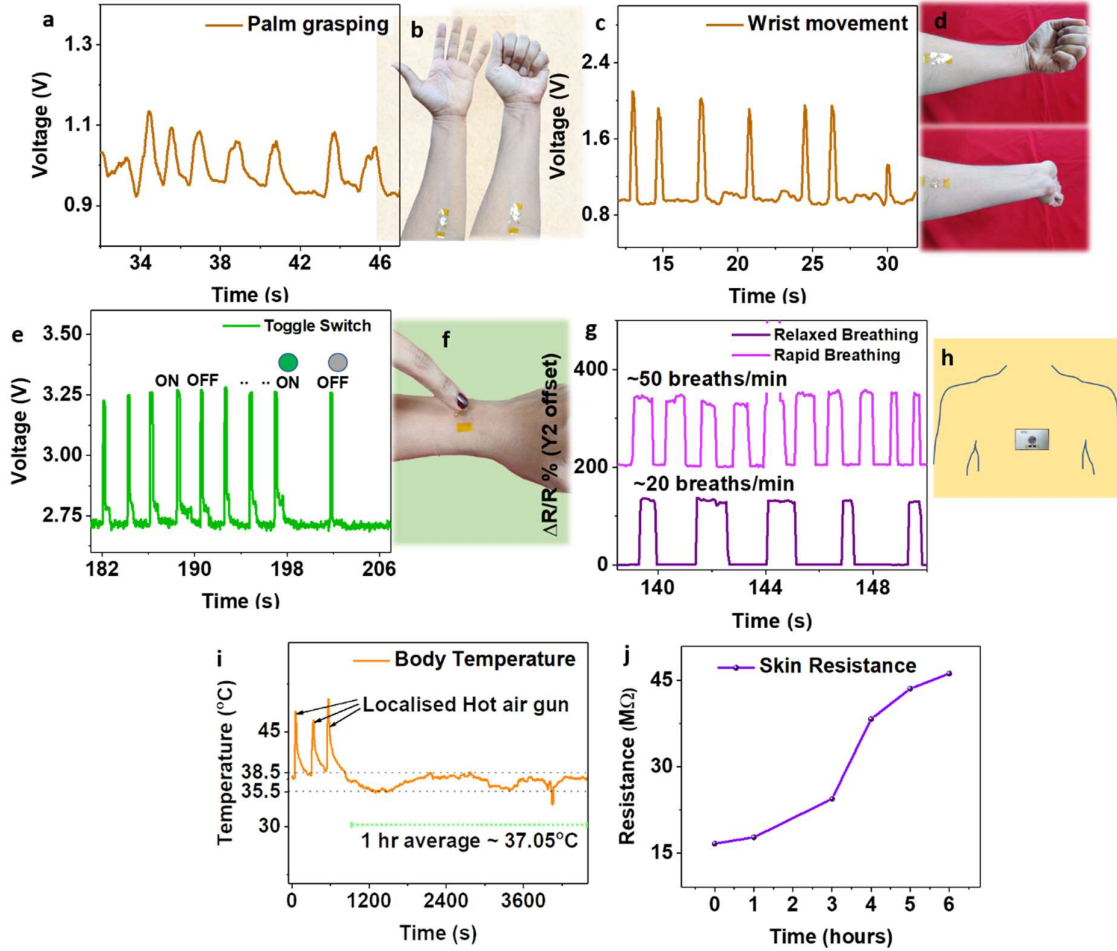 a
Palm grasping
1.3
1.1
0.9
Voltage (V)
34 38 42 46
Time (s)
b
c
Wrist movement
2.4
1.6
0.8
Voltage (V)
15 20 25 30
Time (s)
d
e
Toggle Switch
3.50
3.25
3.00
2.75
Voltage (V)
ON OFF .. .. ON OFF
182 190 198 206
Time (s)
f
g
Relaxed Breathing
Rapid Breathing
400
200
0
ΔR/R % (Y2 offset)
~50 breaths/min
~20 breaths/min
140 144 148
Time (s)
h
i
Body Temperature
Localised Hot air gun
45
38.5
35.5
30
Temperature (°C)
1 hr average ~ 37.05°C
0 1200 2400 3600
Time (s)
j
Skin Resistance
45
30
15
Resistance (MΩ)
0 1 2 3 4 5 6
Time (hours)